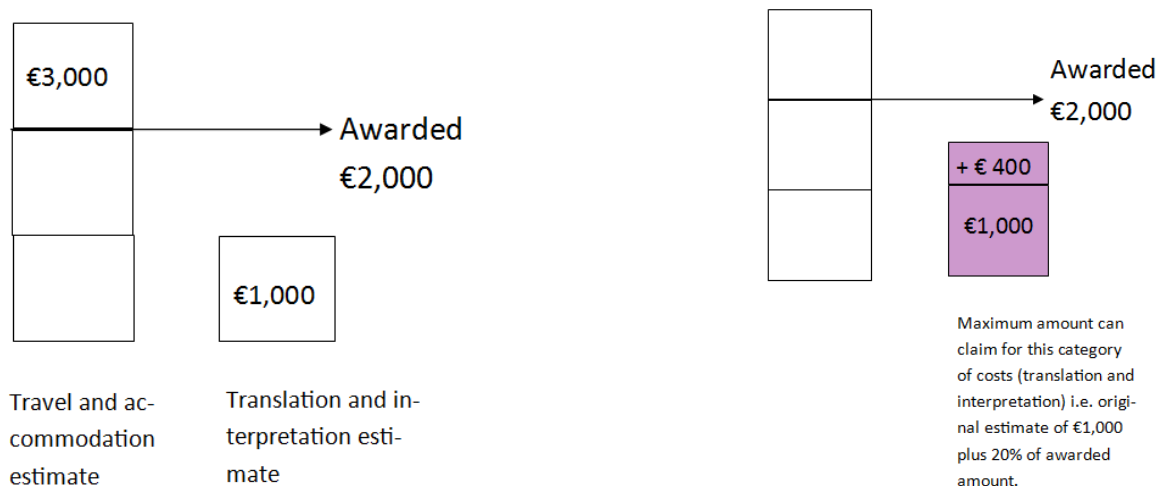 €3,000
Awarded
€2,000
€1,000
Travel and ac-
commodation
estimate
Translation and in-
terpretation esti-
mate
Awarded
€2,000
+ € 400
€1,000
Maximum amount can
claim for this category
of costs (translation and
interpretation) i.e. origi-
nal estimate of €1,000
plus 20% of awarded
amount.